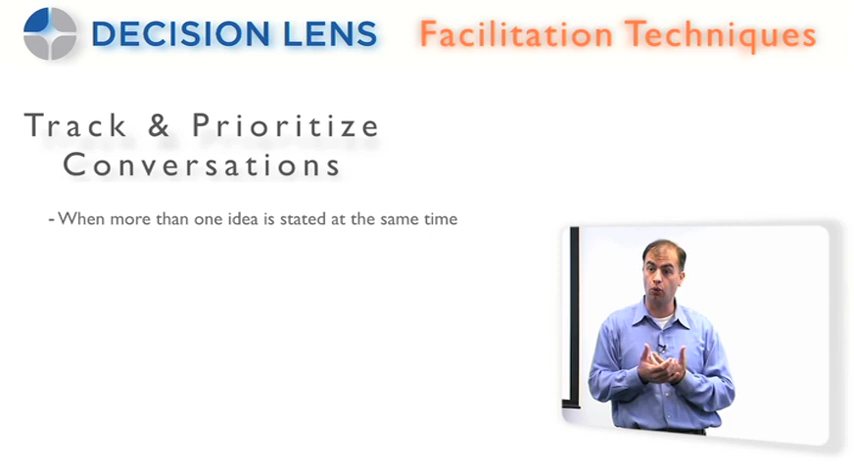 DECISION LENS Facilitation Techniques
Track & Prioritize
Conversations
- When more than one idea is stated at the same time